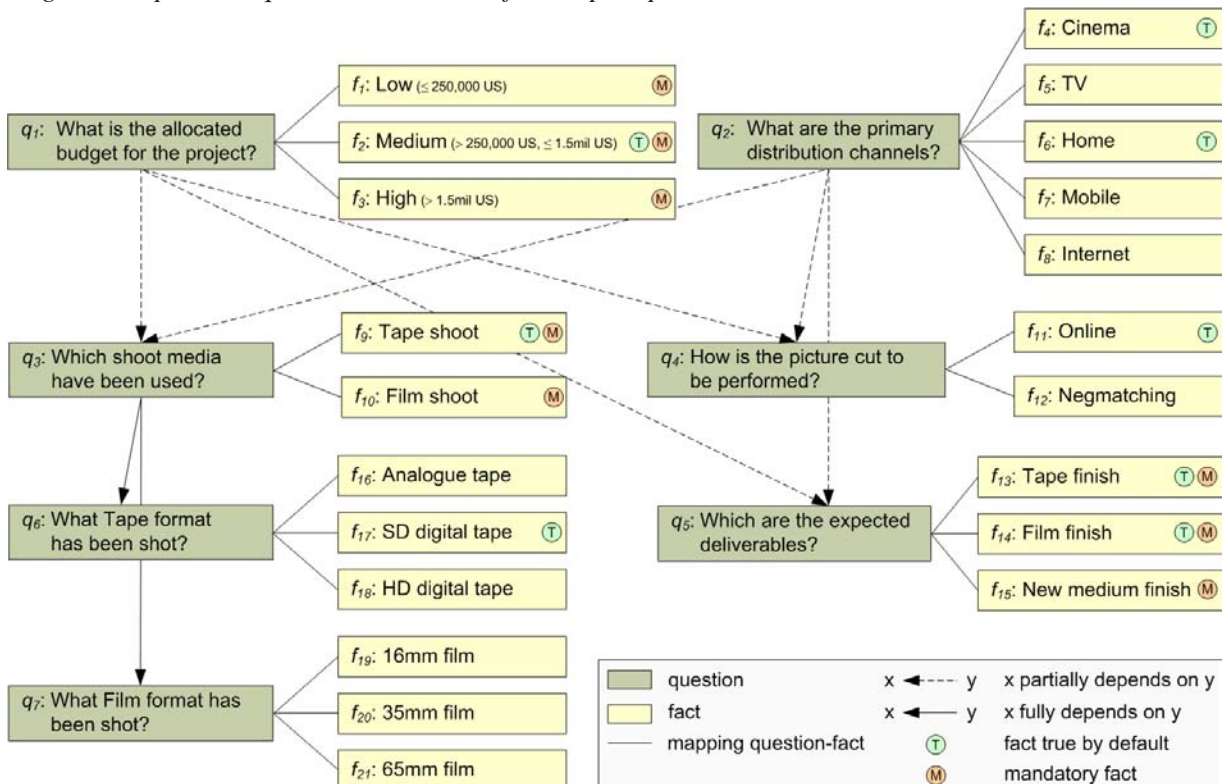 f1: Low (≤ 250,000 US) M
q1: What is the allocated
budget for the project?
f2: Medium (> 250,000 US, ≤ 1.5mil US) T M
f3: High (> 1.5mil US) M
q2: What are the primary
distribution channels?
f4: Cinema T
f5: TV
f6: Home T
f7: Mobile
f8: Internet
q3: Which shoot media
have been used?
f9: Tape shoot T M
f10: Film shoot M
q4: How is the picture cut to
be performed?
f11: Online T
f12: Negmatching
q6: What Tape format
has been shot?
f16: Analogue tape
f17: SD digital tape T
f18: HD digital tape
q5: Which are the expected
deliverables?
f13: Tape finish T M
f14: Film finish T M
f15: New medium finish M
q7: What Film format has
been shot?
f19: 16mm film
f20: 35mm film
f21: 65mm film
question
fact
mapping question-fact
x y x partially depends on y
x y x fully depends on y
T fact true by default
M mandatory fact